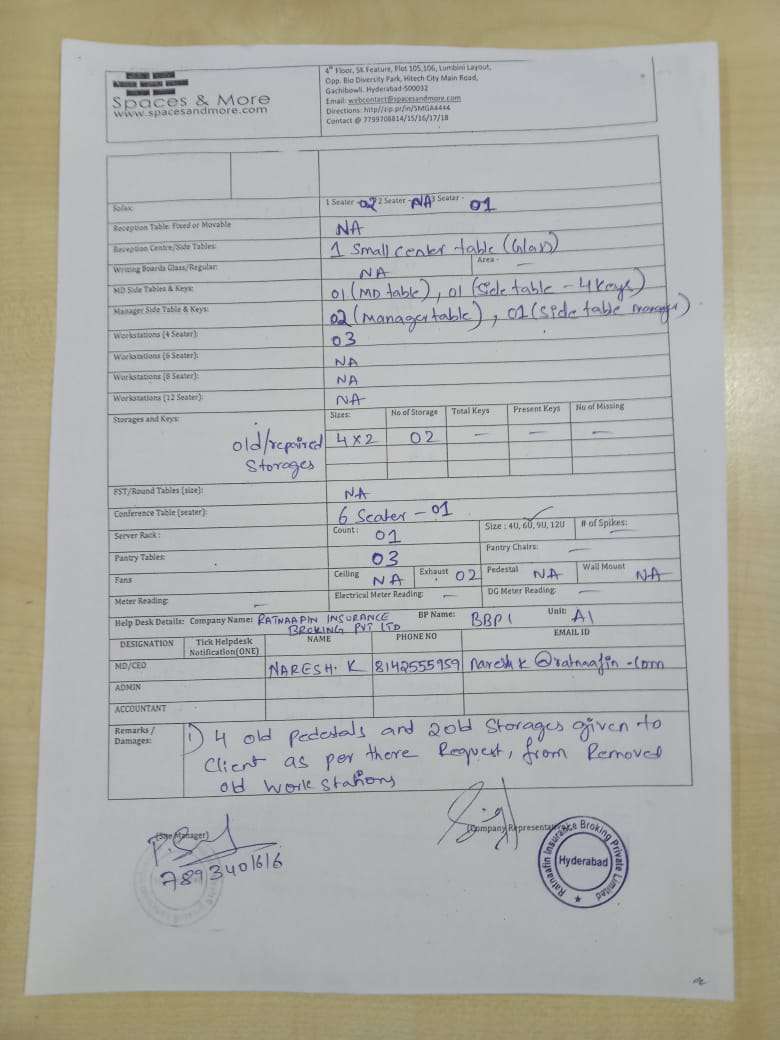 Spaces & More
www.spacesandmore.com
4th Floor, SK Feature, Plot 105,106, Lumbini Layout,
Opp. Bio Diversity Park, Hitech City Main Road,
Gachibowli. Hyderabad-500032
Email: webcontact@spacesandmore.com
Directions: http//zip.pr/in/SMGA4444
Contact @ 7799708814/15/16/17/18
Sofas: 1 Seater - 02 2 Seater - NA 3 Seater - 01
Reception Table: Fixed or Movable NA
Reception Centre/Side Tables: 1 Small center table (Glass)
Writing Boards Glass/Regular: NA Area - —
MD Side Tables & Keys: 01 (MD table), 01 (Side table - 4 Keys)
Manager Side Table & Keys: 02 (Manager table), 01 (Side table manager)
Workstations (4 Seater): 03
Workstations (6 Seater): NA
Workstations (8 Seater): NA
Workstations (12 Seater): NA
Storages and Keys: Sizes: No of Storage Total Keys Present Keys No of Missing
old/repaired 4x2 02 — — —
Storages
FST/Round Tables (size): NA
Conference Table (seater): 6 Seater - 01
Server Rack: Count: 01 Size : 4U, 6U, 9U, 12U # of Spikes: —
Pantry Tables: 03 Pantry Chairs: —
Fans Ceiling NA Exhaust 02 Pedestal NA Wall Mount NA
Meter Reading: — Electrical Meter Reading: — DG Meter Reading: —
Help Desk Details: Company Name: RATNAAFIN INSURANCE BP Name: BBP1 Unit: A1
BROKING PVT LTD
DESIGNATION Tick Helpdesk NAME PHONE NO EMAIL ID
Notification(ONE)
MD/CEO NARESH. K 8142555959 naresh k @ratnaafin.com
ADMIN
ACCOUNTANT
Remarks / 1) 4 old Pedestals and 2 old Storages given to
Damages: Client as per there Request, from Removed
old work stations
(Site Manager) (Company Representative)
7893401616
Ratnaafin Insurance Broking Private Limited
Hyderabad